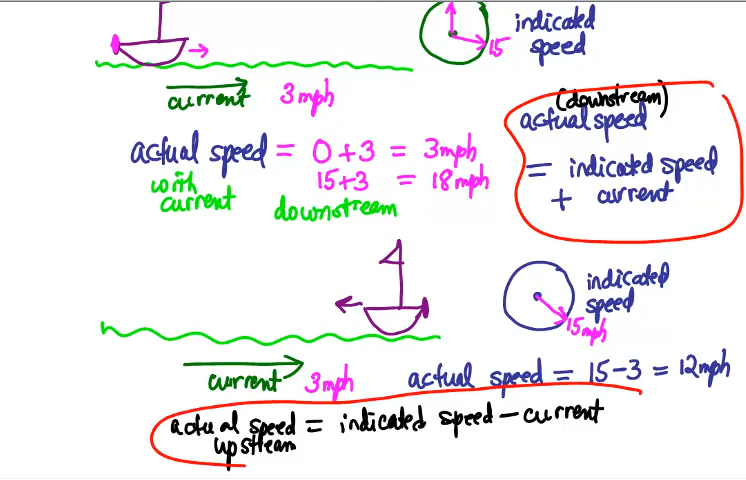 indicated
speed
15
current 3mph
(downstream)
actual speed
= indicated speed
+ current
actual speed = 0 + 3 = 3mph
with 15+3 = 18mph
current downstream
indicated
speed
15mph
current 3mph
actual speed = 15 - 3 = 12mph
actual speed = indicated speed - current
upstream